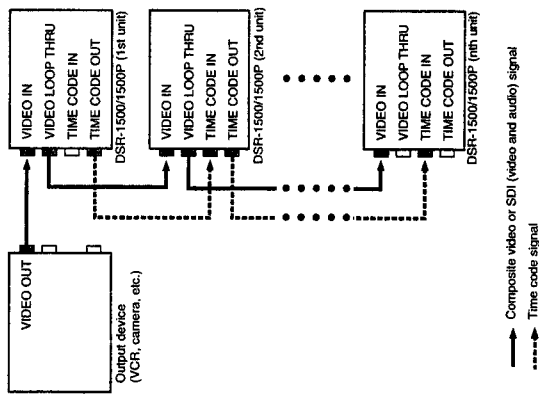 VIDEO OUT
Output device
(VCR, camera, etc.)
VIDEO IN
VIDEO LOOP THRU
TIME CODE IN
TIME CODE OUT
DSR-1500/1500P (1st unit)
VIDEO IN
VIDEO LOOP THRU
TIME CODE IN
TIME CODE OUT
DSR-1500/1500P (2nd unit)
VIDEO IN
VIDEO LOOP THRU
TIME CODE IN
TIME CODE OUT
DSR-1500/1500P (nth unit)
Composite video or SDI (video and audio) signal
Time code signal